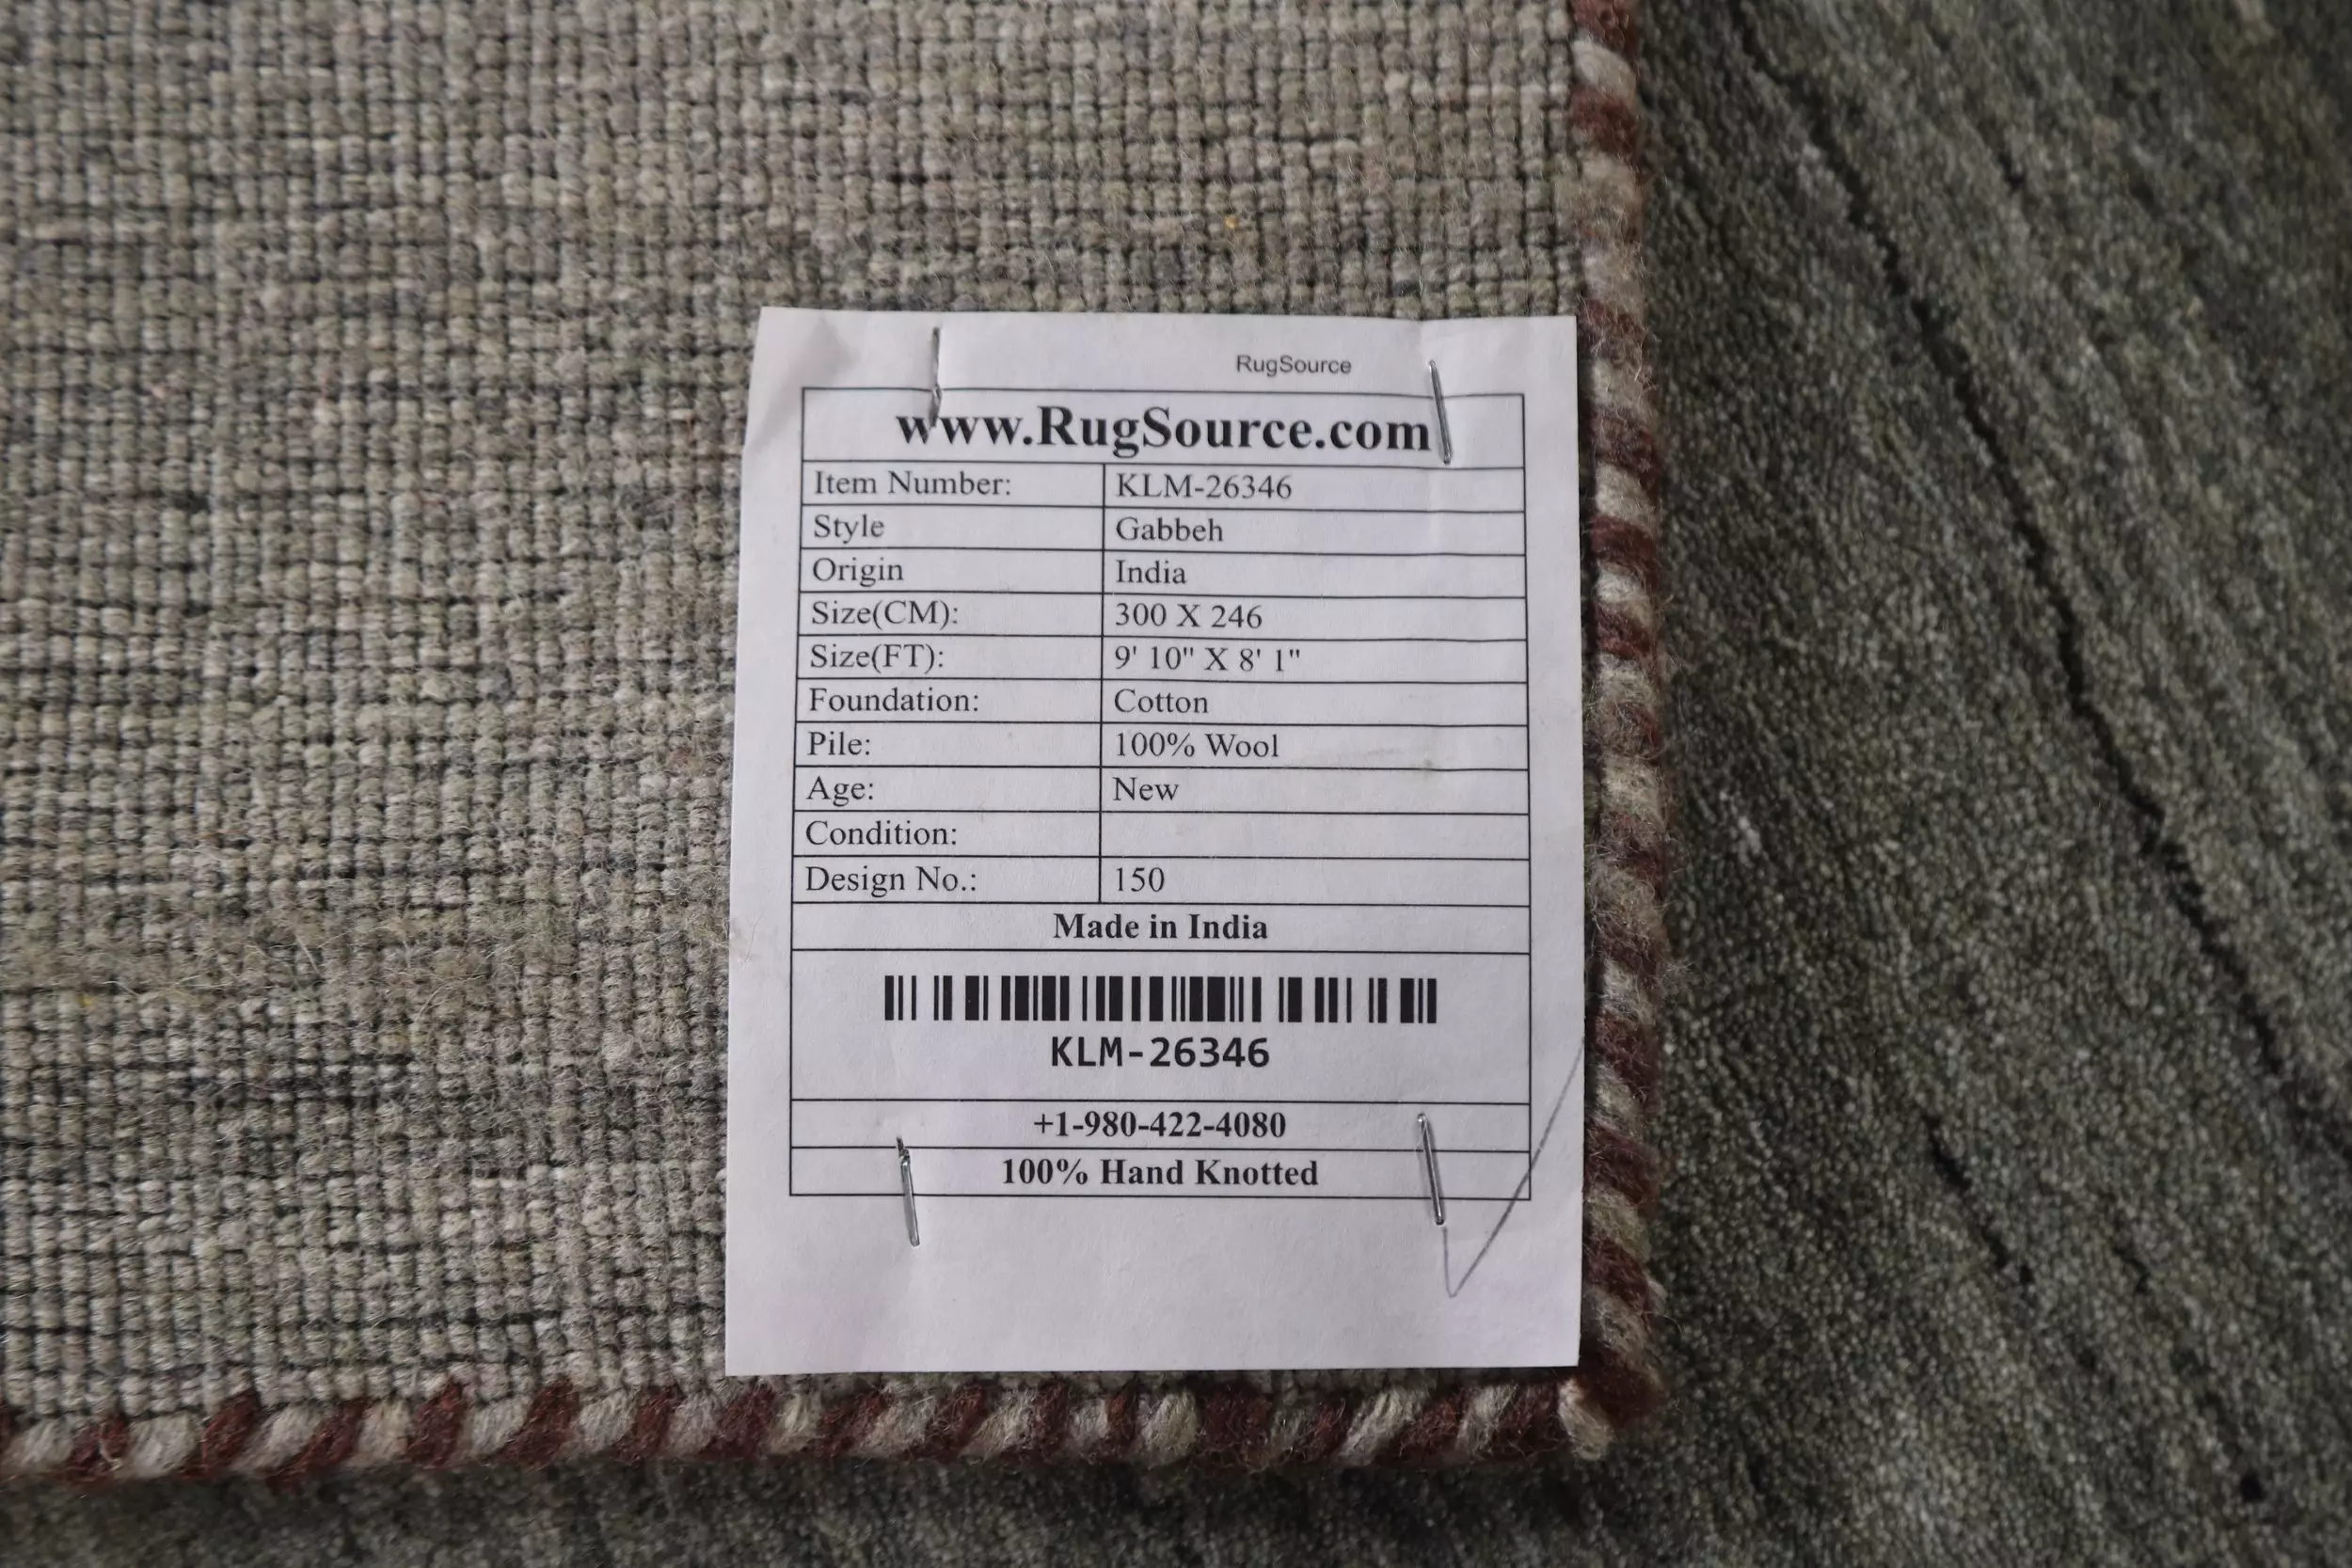 RugSource
www.RugSource.com
Item Number: KLM-26346
Style Gabbeh
Origin India
Size(CM): 300 X 246
Size(FT): 9' 10" X 8' 1"
Foundation: Cotton
Pile: 100% Wool
Age: New
Condition:
Design No.: 150
Made in India
KLM-26346
+1-980-422-4080
100% Hand Knotted